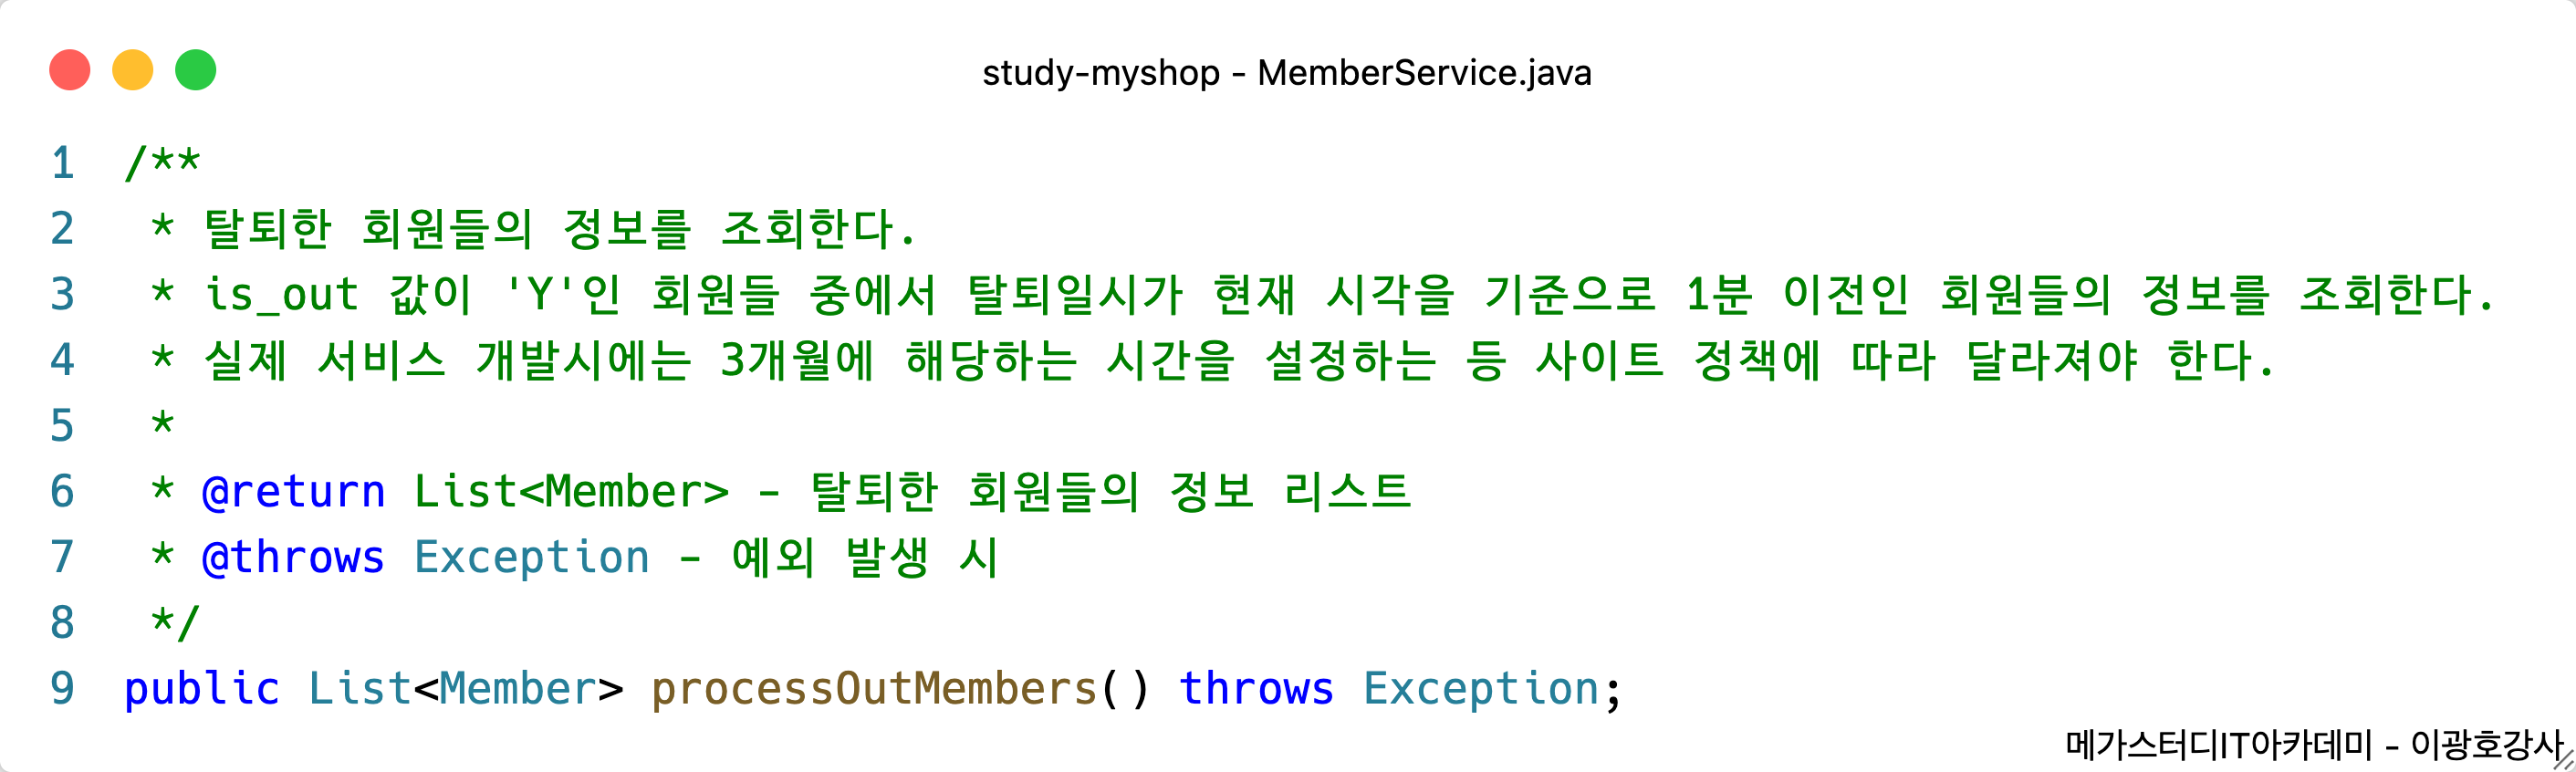 study-myshop - MemberService.java
1 /**
2  * 탈퇴한 회원들의 정보를 조회한다.
3  * is_out 값이 'Y'인 회원들 중에서 탈퇴일시가 현재 시각을 기준으로 1분 이전인 회원들의 정보를 조회한다.
4  * 실제 서비스 개발시에는 3개월에 해당하는 시간을 설정하는 등 사이트 정책에 따라 달라져야 한다.
5  *
6  * @return List<Member> - 탈퇴한 회원들의 정보 리스트
7  * @throws Exception - 예외 발생 시
8  */
9 public List<Member> processOutMembers() throws Exception;
메가스터디IT아카데미 - 이광호강사